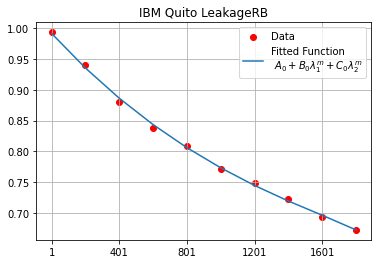 IBM Quito LeakageRB
1.00
0.95
0.90
0.85
0.80
0.75
0.70
1 401 801 1201 1601
Data
Fitted Function
A₀ + B₀λ₁ᵐ + C₀λ₂ᵐ